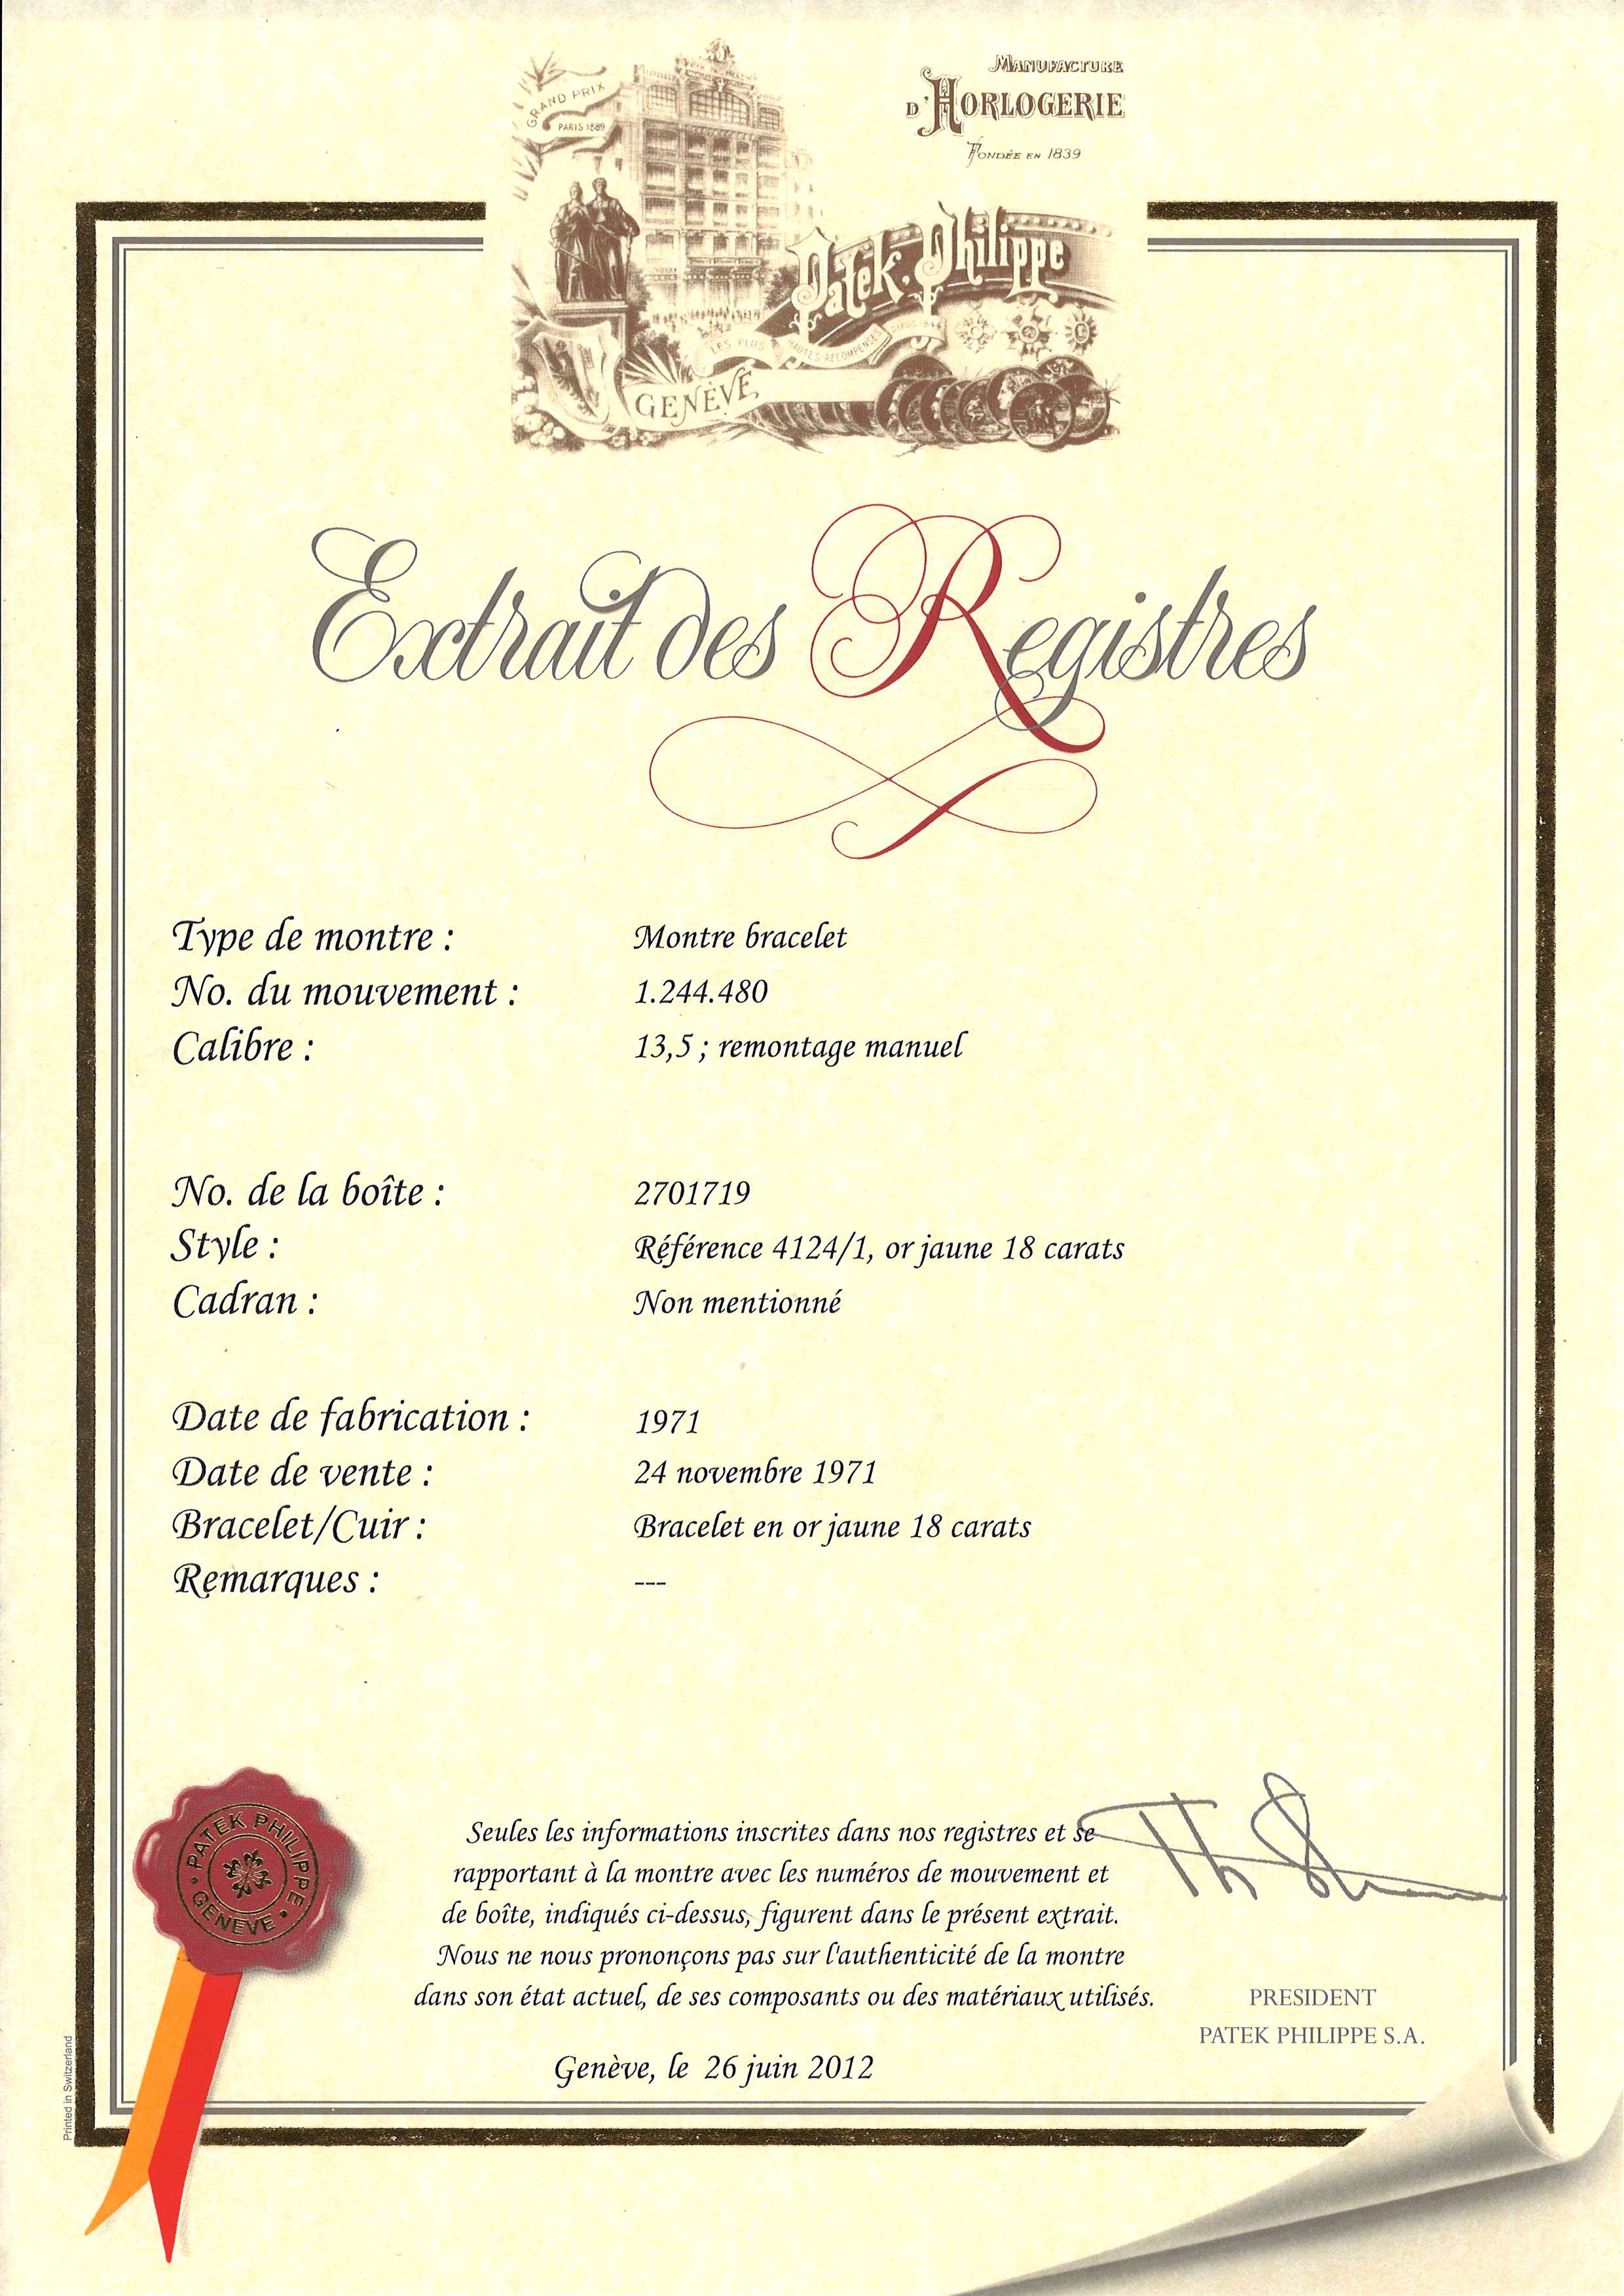 MANUFACTURE
D'HORLOGERIE
FONDÉE EN 1839
GRAND PRIX
PARIS 1889
Patek Philippe
LES PLUS HAUTES RECOMPENSES
GENÈVE
Extrait des Registres
Type de montre : Montre bracelet
No. du mouvement : 1.244.480
Calibre : 13,5 ; remontage manuel
No. de la boîte : 2701719
Style : Référence 4124/1, or jaune 18 carats
Cadran : Non mentionné
Date de fabrication : 1971
Date de vente : 24 novembre 1971
Bracelet/Cuir : Bracelet en or jaune 18 carats
Remarques : ---
PATEK PHILIPPE
GENEVE
Seules les informations inscrites dans nos registres et se
rapportant à la montre avec les numéros de mouvement et
de boîte, indiqués ci-dessus, figurent dans le présent extrait.
Nous ne nous prononçons pas sur l'authenticité de la montre
dans son état actuel, de ses composants ou des matériaux utilisés.
PRESIDENT
PATEK PHILIPPE S.A.
Genève, le 26 juin 2012
Printed in Switzerland